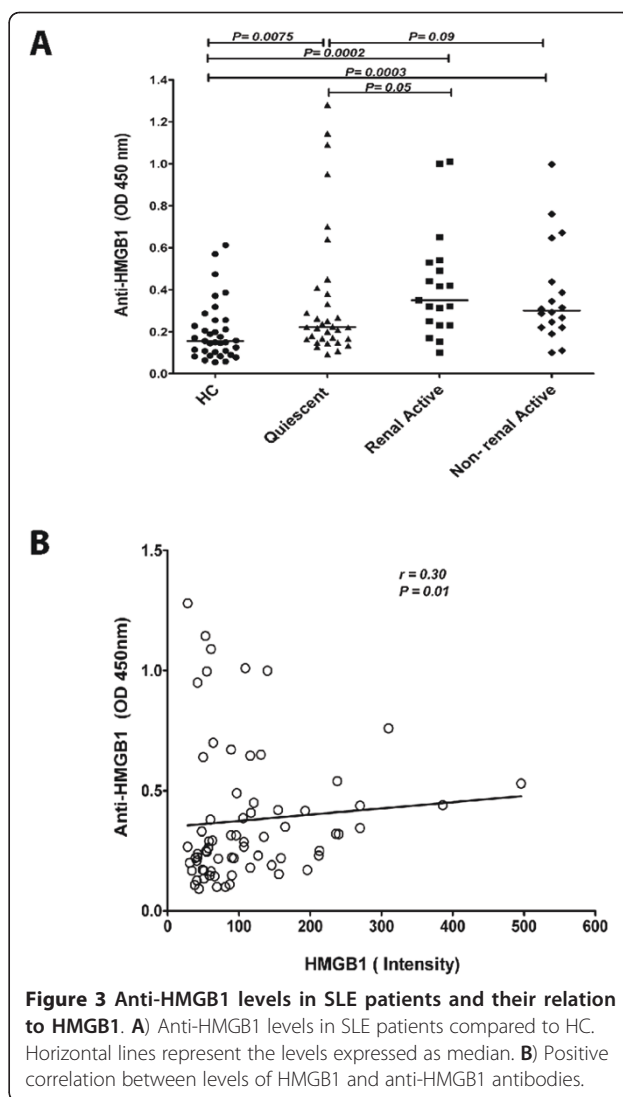 A
P= 0.0075
P= 0.09
P= 0.0002
P= 0.0003
P= 0.05
1.4
1.2
1.0
0.8
0.6
0.4
0.2
0.0
Anti-HMGB1 (OD 450 nm)
HC
Quiescent
Renal Active
Non- renal Active
B
1.5
1.0
0.5
0.0
Anti-HMGB1 (OD 450nm)
r = 0.30
P = 0.01
0 100 200 300 400 500 600
HMGB1 ( Intensity)
Figure 3 Anti-HMGB1 levels in SLE patients and their relation
to HMGB1. A) Anti-HMGB1 levels in SLE patients compared to HC.
Horizontal lines represent the levels expressed as median. B) Positive
correlation between levels of HMGB1 and anti-HMGB1 antibodies.